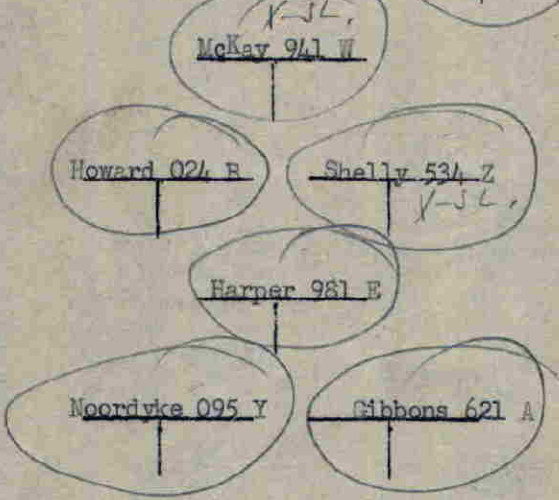 McKay 941 W
Howard 024 B
Shelly 534 Z
Harper 981 E
Noordyke 095 Y
Gibbons 621 A